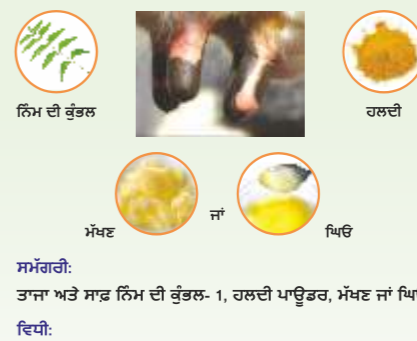 ਨਿੰਮ ਦੀ ਕੁੰਭਲ
ਹਲਦੀ
ਮੱਖਣ
ਜਾਂ
ਘਿਓ
ਸਮੱਗਰੀ:
ਤਾਜਾ ਅਤੇ ਸਾਫ਼ ਨਿੰਮ ਦੀ ਕੁੰਭਲ- 1, ਹਲਦੀ ਪਾਊਡਰ, ਮੱਖਣ ਜਾਂ
ਵਿਧੀ: